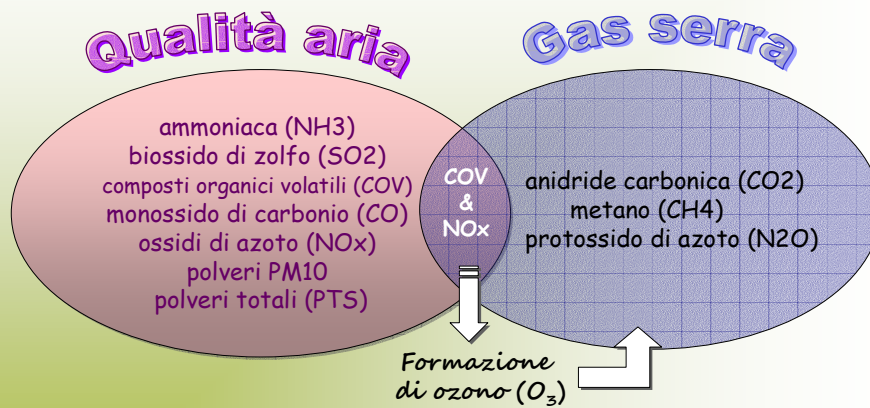 Qualità aria
Gas serra
ammoniaca (NH3)
biossido di zolfo (SO2)
composti organici volatili (COV)
monossido di carbonio (CO)
ossidi di azoto (NOx)
polveri PM10
polveri totali (PTS)
COV
&
NOx
anidride carbonica (CO2)
metano (CH4)
protossido di azoto (N2O)
Formazione
di ozono (O₃)